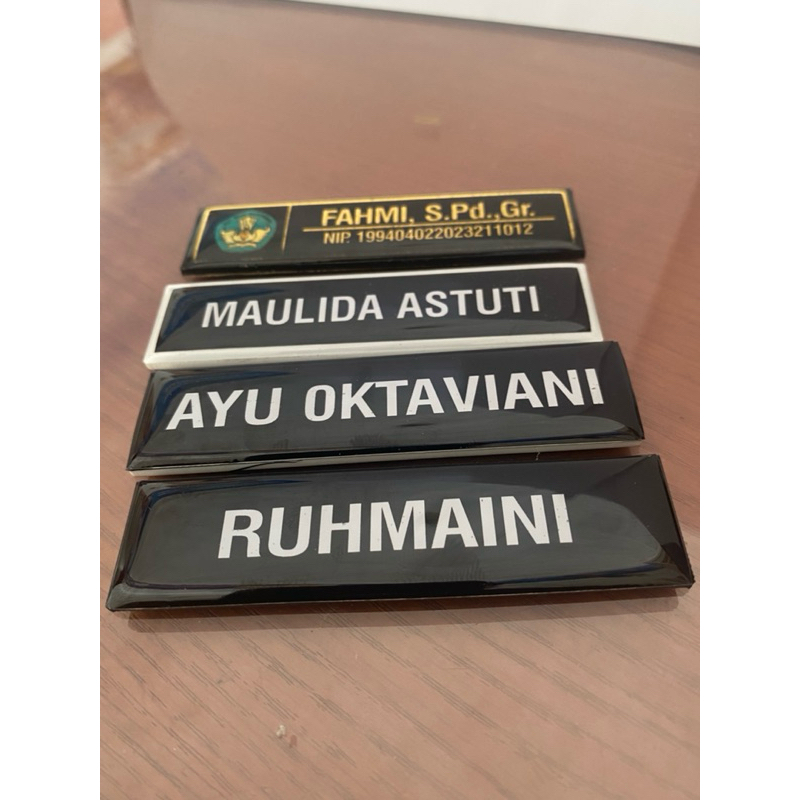 FAHMI, S.Pd.,Gr.
NIP. 199404022023211012
MAULIDA ASTUTI
AYU OKTAVIANI
RUHMAINI